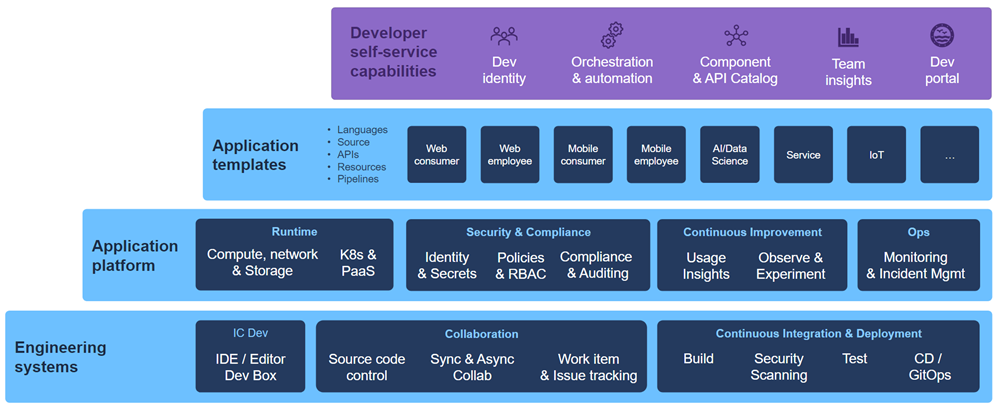 Developer
self-service
capabilities
Dev
identity
Orchestration
& automation
Component
& API Catalog
Team
insights
Dev
portal
Application
templates
• Languages
• Source
• APIs
• Resources
• Pipelines
Web
consumer
Web
employee
Mobile
consumer
Mobile
employee
AI/Data
Science
Service
IoT
...
Application
platform
Runtime
Compute, network
& Storage
K8s &
PaaS
Security & Compliance
Identity
& Secrets
Policies
& RBAC
Compliance
& Auditing
Continuous Improvement
Usage
Insights
Observe &
Experiment
Ops
Monitoring
& Incident Mgmt
Engineering
systems
IC Dev
IDE / Editor
Dev Box
Collaboration
Source code
control
Sync & Async
Collab
Work item
& Issue tracking
Continuous Integration & Deployment
Build
Security
Scanning
Test
CD /
GitOps